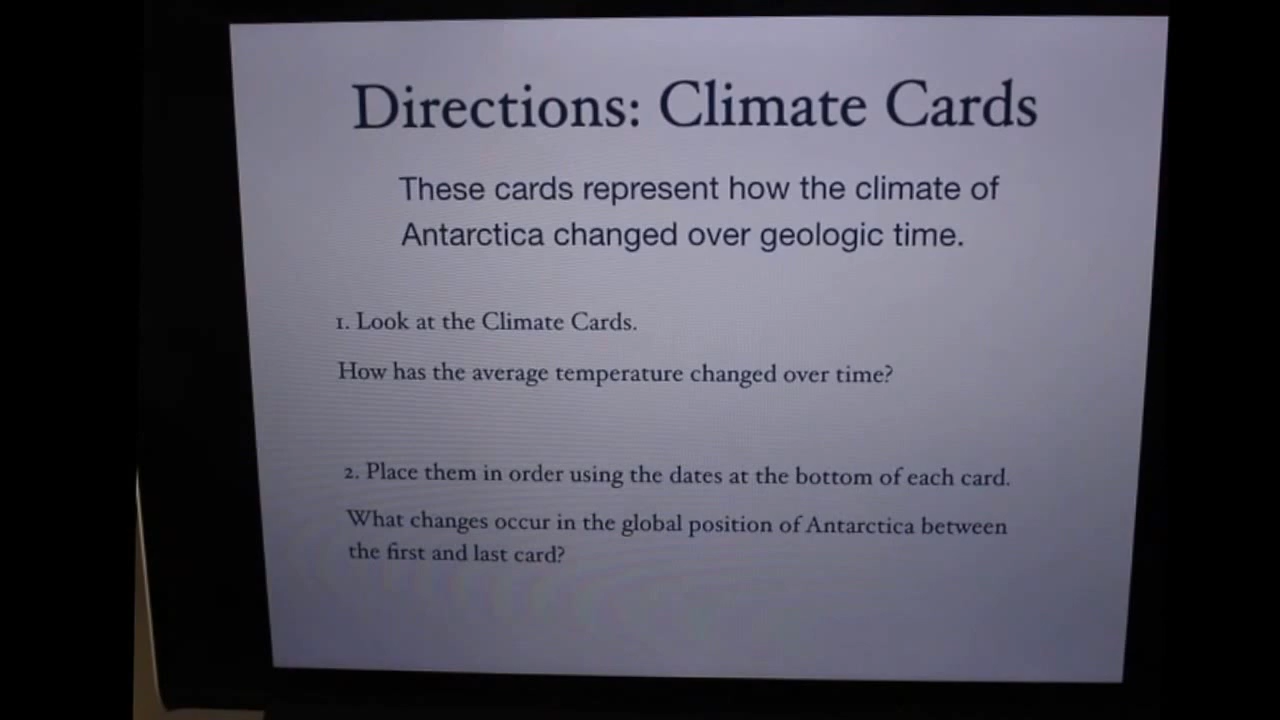 Directions: Climate Cards
These cards represent how the climate of
Antarctica changed over geologic time.
1. Look at the Climate Cards.
How has the average temperature changed over time?
2. Place them in order using the dates at the bottom of each card.
What changes occur in the global position of Antarctica between
the first and last card?